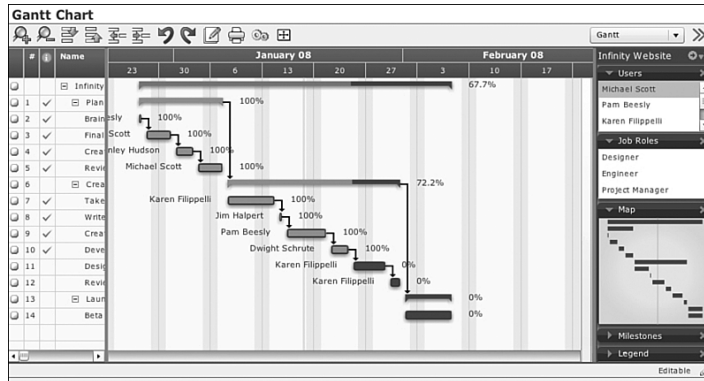 Gantt Chart
Gantt
# Name January 08 February 08 Infinity Website
23 30 6 13 20 27 3 10 17
Users
Infinity 67.7%
Michael Scott
1 Plan 100%
Pam Beesly
2 Brain esly 100%
Karen Filippelli
3 Final Scott 100%
Job Roles
4 Crea nley Hudson 100%
Designer
5 Revie Michael Scott 100%
Engineer
6 Crea 72.2%
Project Manager
7 Take Karen Filippelli 100%
Map
8 Write Jim Halpert 100%
9 Crea Pam Beesly 100%
10 Deve Dwight Schrute 100%
11 Desig Karen Filippelli 0%
12 Revie Karen Filippelli 0%
13 Laun 0%
14 Beta 0%
Milestones
Legend
Editable